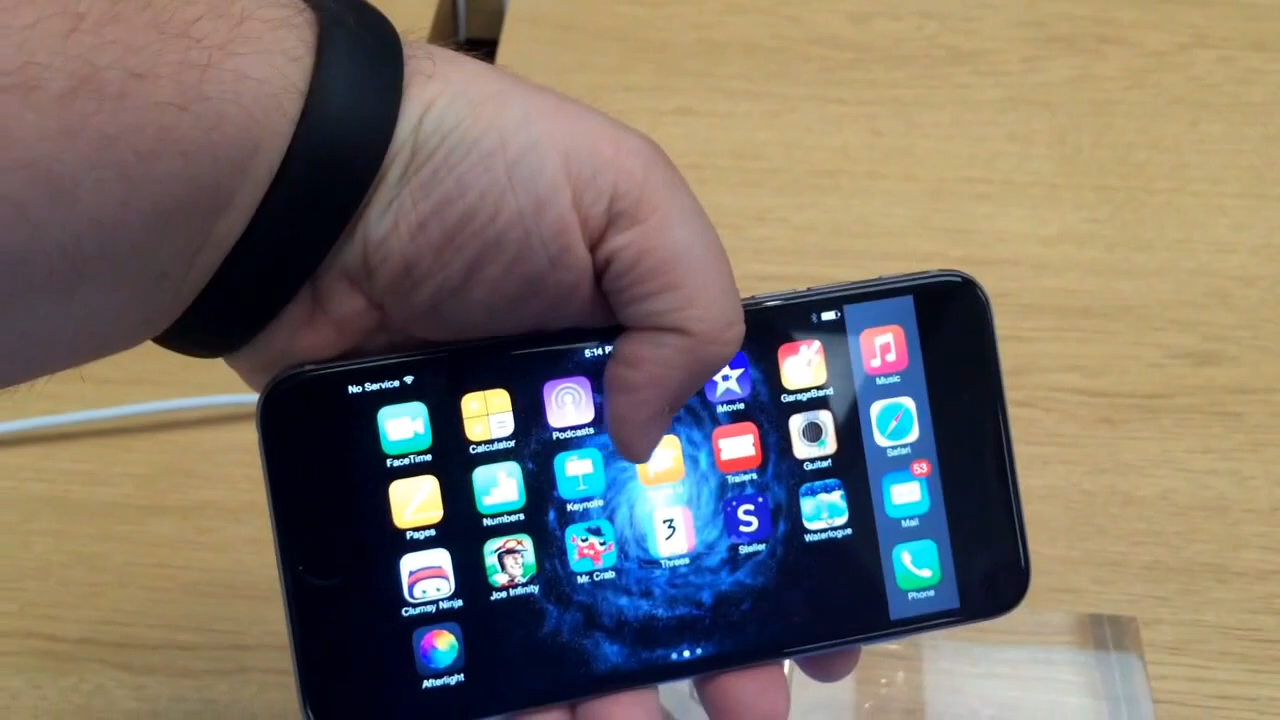 No Service
5:14 P
FaceTime
Calculator
Podcasts
iMovie
GarageBand
Music
Pages
Numbers
Keynote
Trailers
Guitar!
Safari
Clumsy Ninja
Joe Infinity
Mr. Crab
3
Threes
S
Steller
Waterlogue
53
Mail
Afterlight
Phone